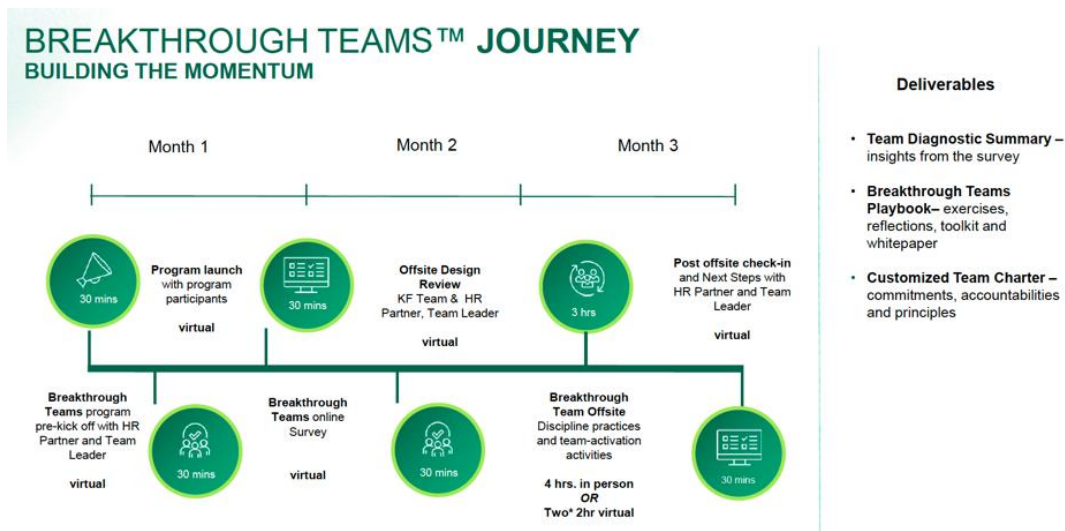 BREAKTHROUGH TEAMS™ JOURNEY
BUILDING THE MOMENTUM
Month 1
Month 2
Month 3
30 mins
Program launch
with program
participants
virtual
30 mins
Offsite Design
Review
KF Team & HR
Partner, Team Leader
virtual
3 hrs
Post offsite check-in
and Next Steps with
HR Partner and Team
Leader
virtual
Breakthrough
Teams program
pre-kick off with HR
Partner and Team
Leader
virtual
30 mins
Breakthrough
Teams online
Survey
virtual
30 mins
Breakthrough
Team Offsite
Discipline practices
and team-activation
activities
4 hrs. in person
OR
Two* 2hr virtual
30 mins
Deliverables
• Team Diagnostic Summary –
insights from the survey
• Breakthrough Teams
Playbook– exercises,
reflections, toolkit and
whitepaper
• Customized Team Charter –
commitments, accountabilities
and principles